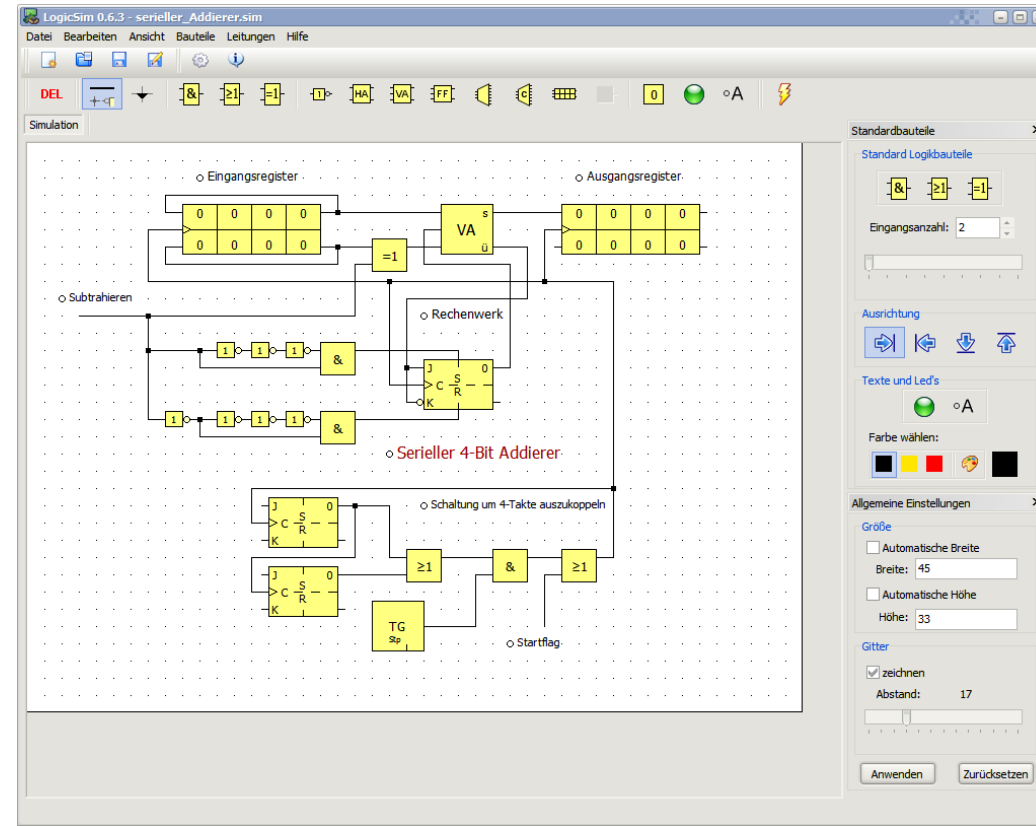 LogicSim 0.6.3 - serieller_Addierer.sim
Datei Bearbeiten Ansicht Bauteile Leitungen Hilfe
DEL & ≥1 =1 1 HA VA FF C 0 A
Simulation
Eingangsregister
Ausgangsregister
0 0 0 0
0 0 0 0
VA s
ü
0 0 0 0
0 0 0 0
=1
Subtrahieren
Rechenwerk
1 1 1 &
J S 0
C R
K
1 1 1 1 &
Serieller 4-Bit Addierer
Schaltung um 4-Takte auszukoppeln
J S 0
C R
K
≥1 & ≥1
J S 0
C R
K
TG
Stp
Startflag
Standardbauteile
Standard Logikbauteile
& ≥1 =1
Eingangsanzahl: 2
Ausrichtung
Texte und Led's
A
Farbe wählen:
Allgemeine Einstellungen
Größe
Automatische Breite
Breite: 45
Automatische Höhe
Höhe: 33
Gitter
zeichnen
Abstand: 17
Anwenden Zurücksetzen